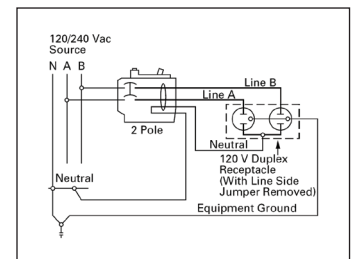 120/240 Vac
Source
N A B
Line B
Line A
2 Pole
Neutral
120 V Duplex
Receptacle
(With Line Side
Jumper Removed)
Neutral
Equipment Ground